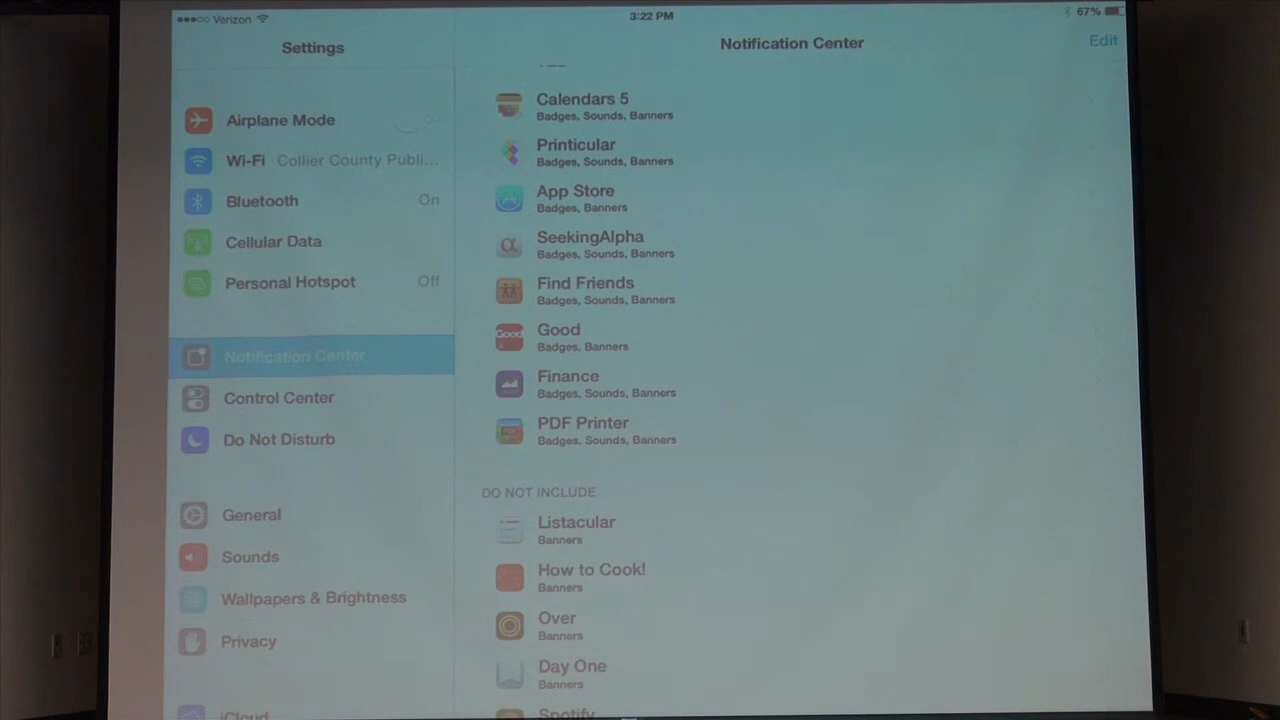 Verizon
3:22 PM
67%
Settings
Notification Center
Edit
Airplane Mode
Wi-Fi Collier County Publi...
Bluetooth On
Cellular Data
Personal Hotspot Off
Notification Center
Control Center
Do Not Disturb
General
Sounds
Wallpapers & Brightness
Privacy
iCloud
Calendars 5
Badges, Sounds, Banners
Printicular
Badges, Sounds, Banners
App Store
Badges, Banners
SeekingAlpha
Badges, Sounds, Banners
Find Friends
Badges, Sounds, Banners
Good
Good
Badges, Banners
Finance
Badges, Sounds, Banners
PDF Printer
Badges, Sounds, Banners
DO NOT INCLUDE
Listacular
Banners
How to Cook!
Banners
Over
Banners
Day One
Banners
Spotify